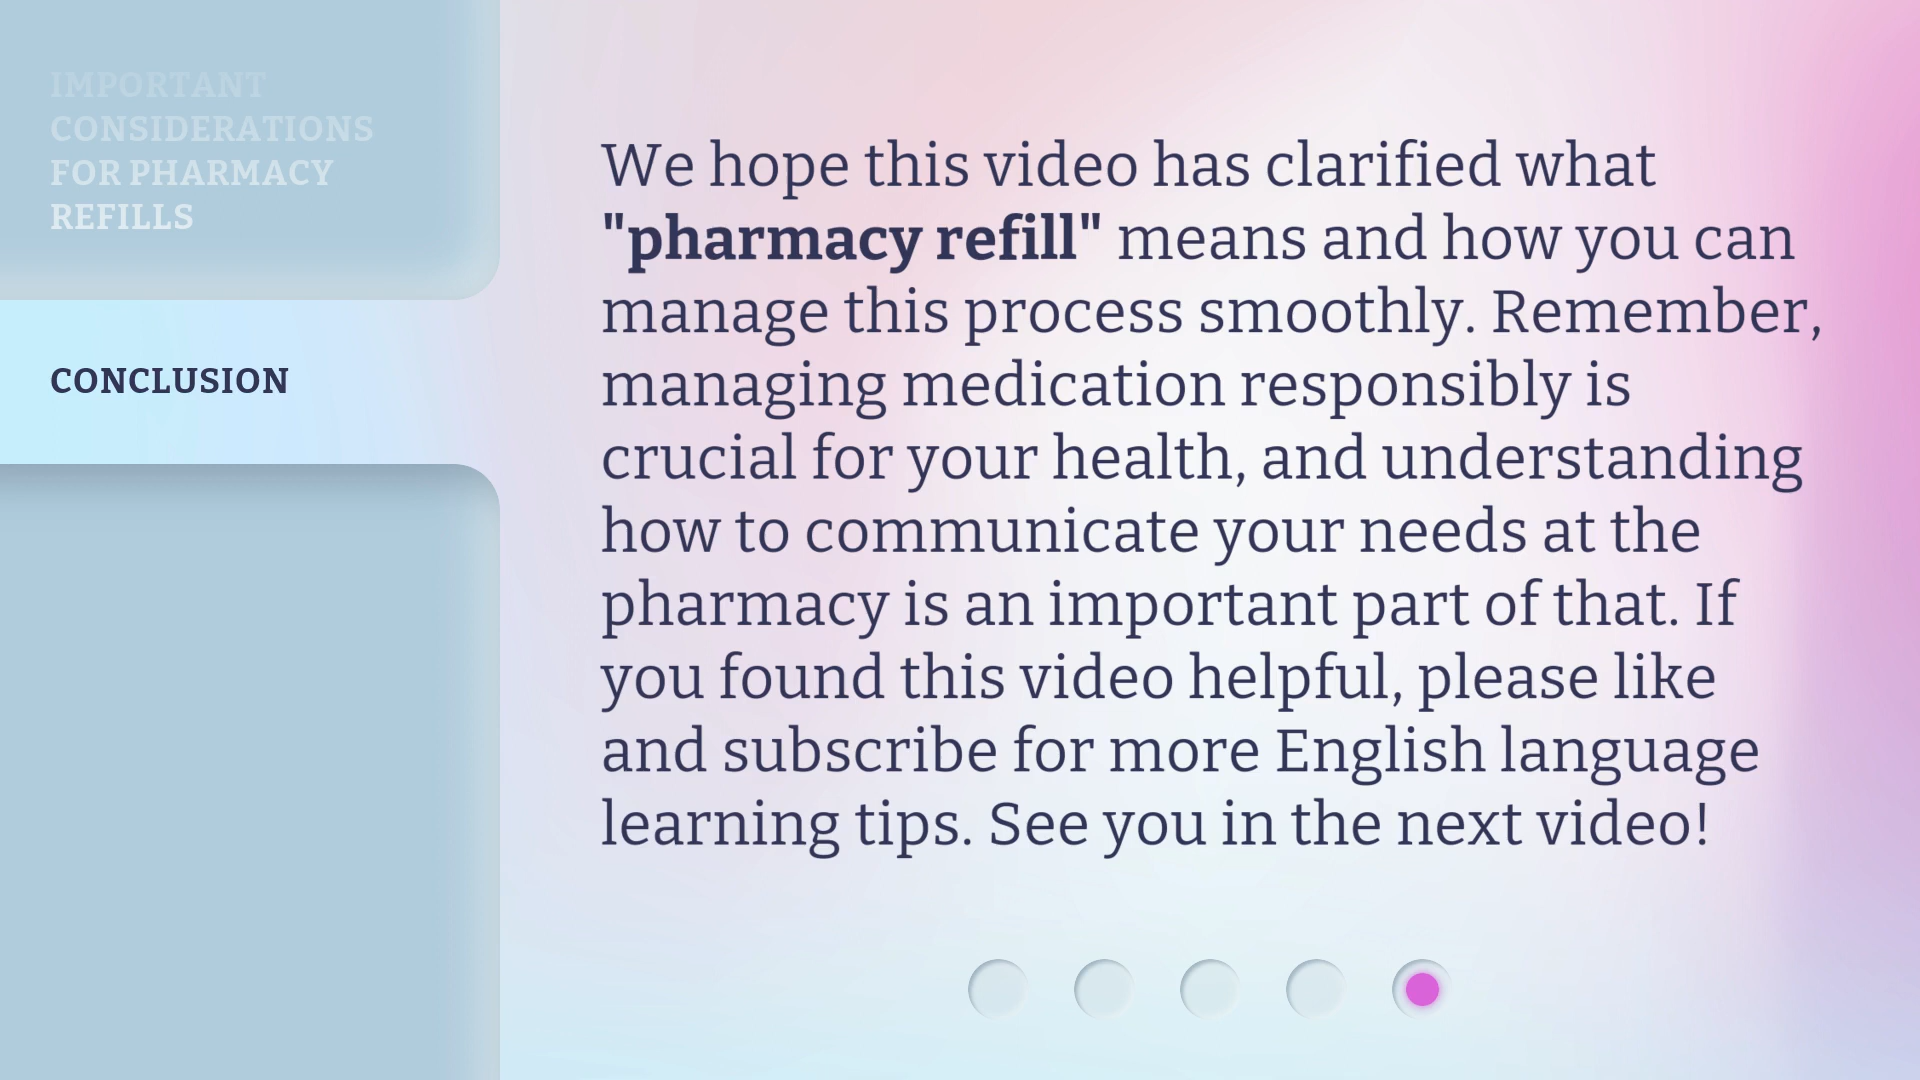 IMPORTANT
CONSIDERATIONS
FOR PHARMACY
REFILLS
CONCLUSION
We hope this video has clarified what
"pharmacy refill" means and how you can
manage this process smoothly. Remember,
managing medication responsibly is
crucial for your health, and understanding
how to communicate your needs at the
pharmacy is an important part of that. If
you found this video helpful, please like
and subscribe for more English language
learning tips. See you in the next video!